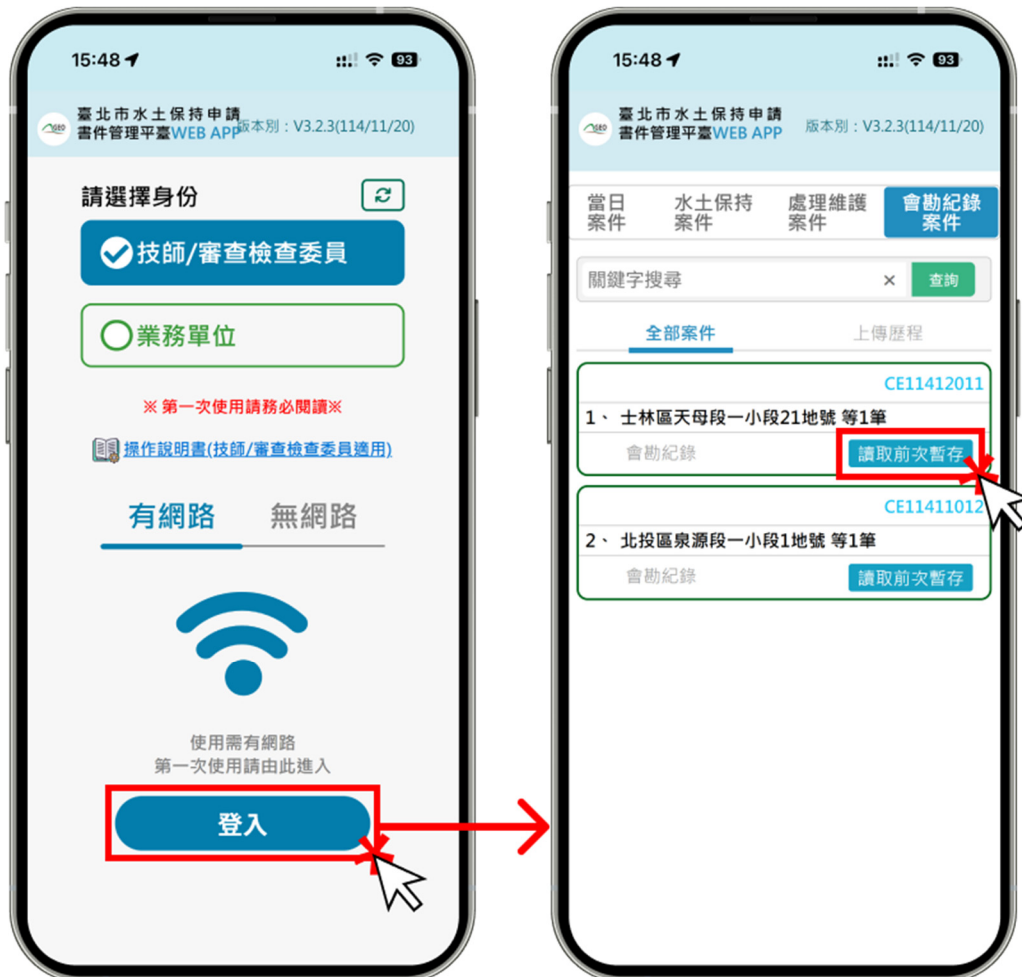 15:48
93
GEO
臺北市水土保持申請
書件管理平臺WEB APP
版本別：V3.2.3(114/11/20)
請選擇身份
技師/審查檢查委員
業務單位
※ 第一次使用請務必閱讀※
操作說明書(技師/審查檢查委員適用)
有網路 無網路
使用需有網路
第一次使用請由此進入
登入
15:48
93
GEO
臺北市水土保持申請
書件管理平臺WEB APP
版本別：V3.2.3(114/11/20)
當日
案件
水土保持
案件
處理維護
案件
會勘紀錄
案件
關鍵字搜尋 × 查詢
全部案件 上傳歷程
CE11412011
1、 士林區天母段一小段21地號 等1筆
會勘紀錄 讀取前次暫存
CE11411012
2、 北投區泉源段一小段1地號 等1筆
會勘紀錄 讀取前次暫存